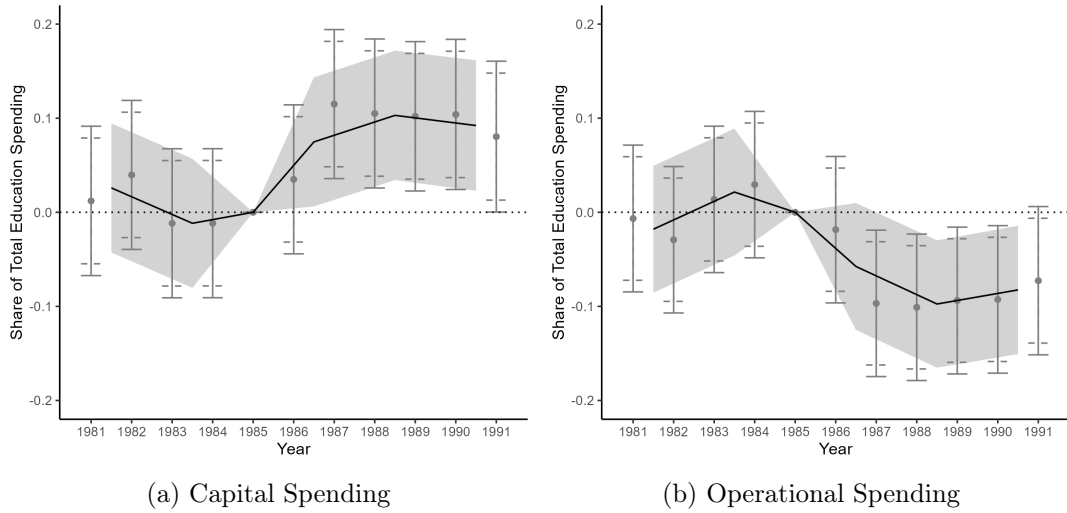 Share of Total Education Spending
0.2
0.1
0.0
-0.1
-0.2
1981 1982 1983 1984 1985 1986 1987 1988 1989 1990 1991
Year
(a) Capital Spending
Share of Total Education Spending
0.2
0.1
0.0
-0.1
-0.2
1981 1982 1983 1984 1985 1986 1987 1988 1989 1990 1991
Year
(b) Operational Spending